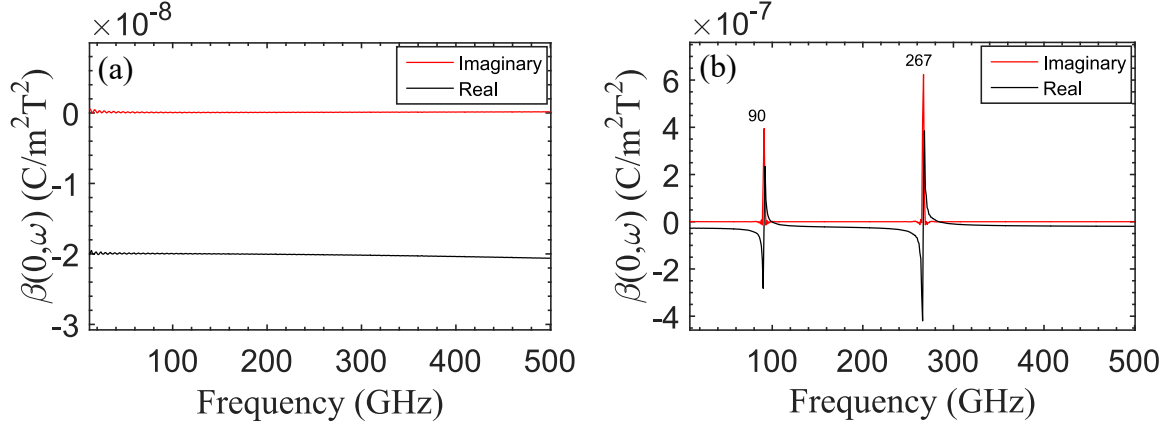 ×10⁻⁸
(a)
Imaginary
Real
β(0,ω) (C/m²T²)
0
-1
-2
-3
100 200 300 400 500
Frequency (GHz)
×10⁻⁷
(b)
267
90
Imaginary
Real
β(0,ω) (C/m²T²)
6
4
2
0
-2
-4
100 200 300 400 500
Frequency (GHz)